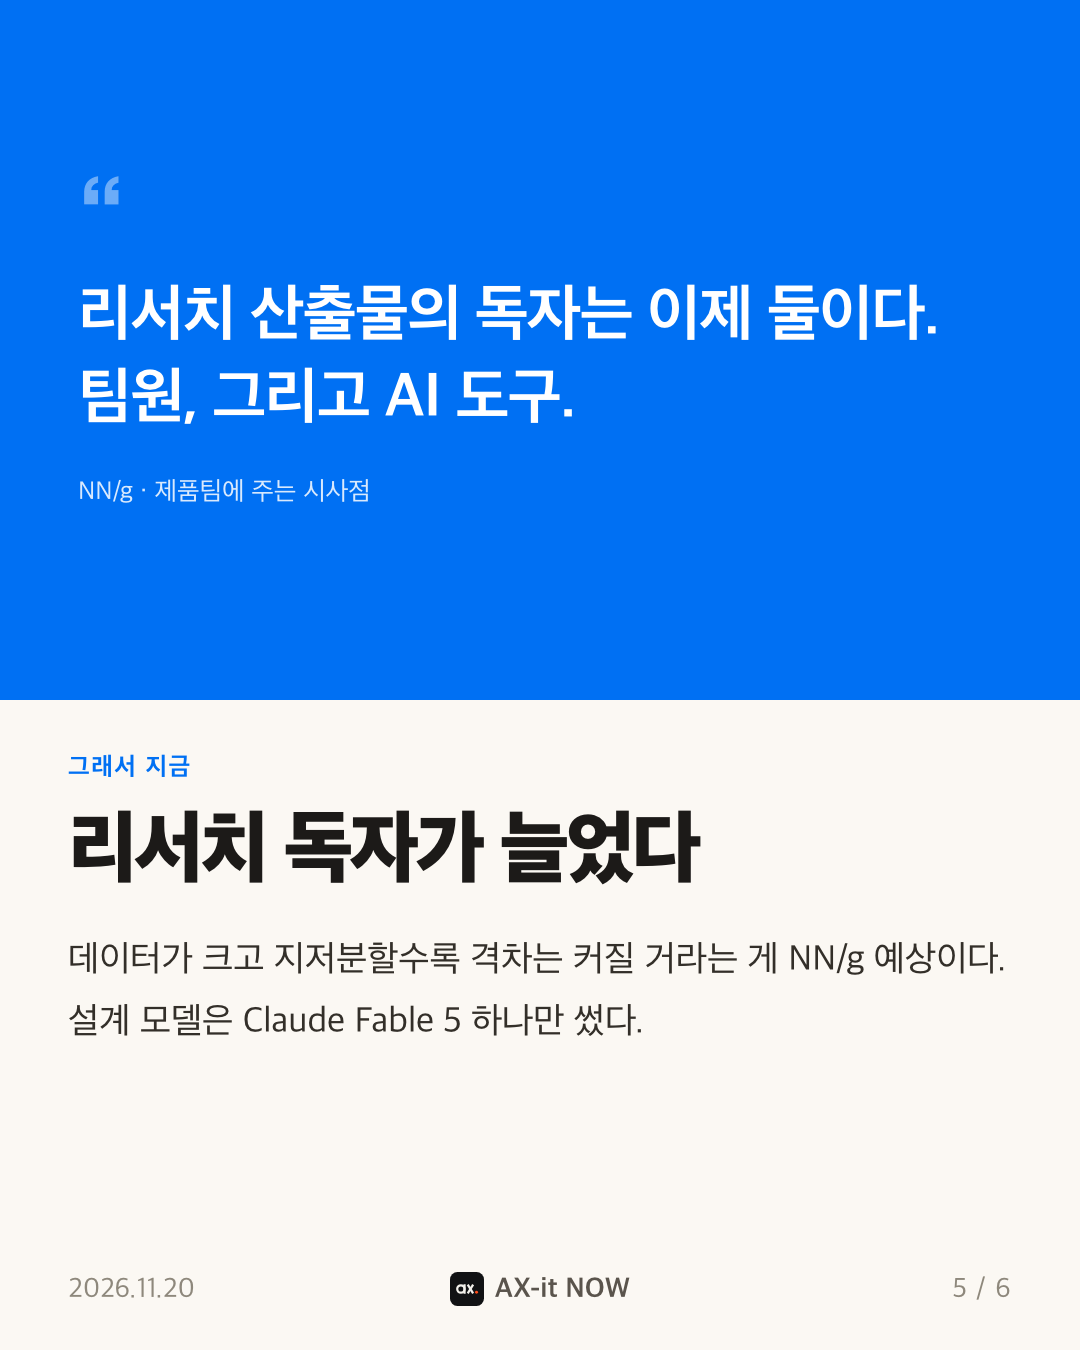 “
리서치 산출물의 독자는 이제 둘이다.
팀원, 그리고 AI 도구.
NN/g · 제품팀에 주는 시사점
그래서 지금
리서치 독자가 늘었다
데이터가 크고 지저분할수록 격차는 커질 거라는 게 NN/g 예상이다.
설계 모델은 Claude Fable 5 하나만 썼다.
2026.11.20
ax. AX-it NOW
5 / 6